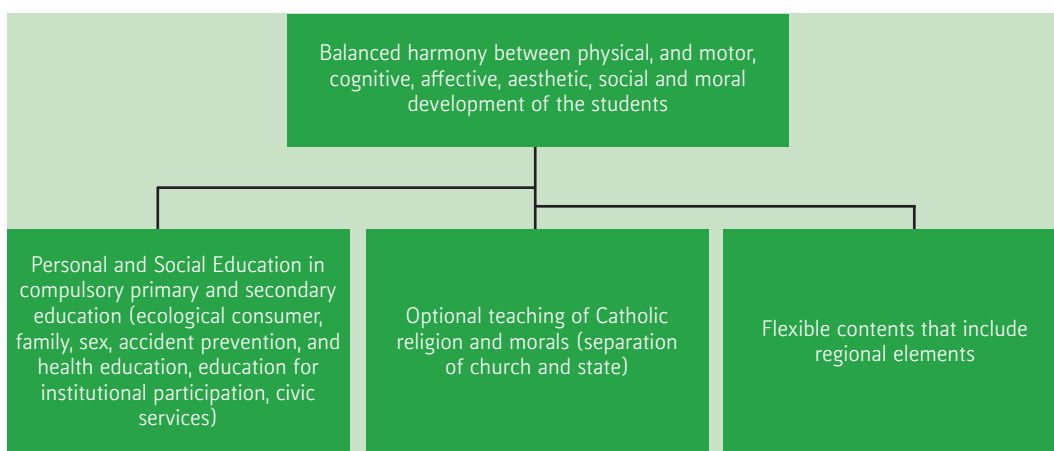 Balanced harmony between physical, and motor,
cognitive, affective, aesthetic, social and moral
development of the students
Personal and Social Education in
compulsory primary and secondary
education (ecological consumer,
family, sex, accident prevention, and
health education, education for
institutional participation, civic
services)
Optional teaching of Catholic
religion and morals (separation
of church and state)
Flexible contents that include
regional elements